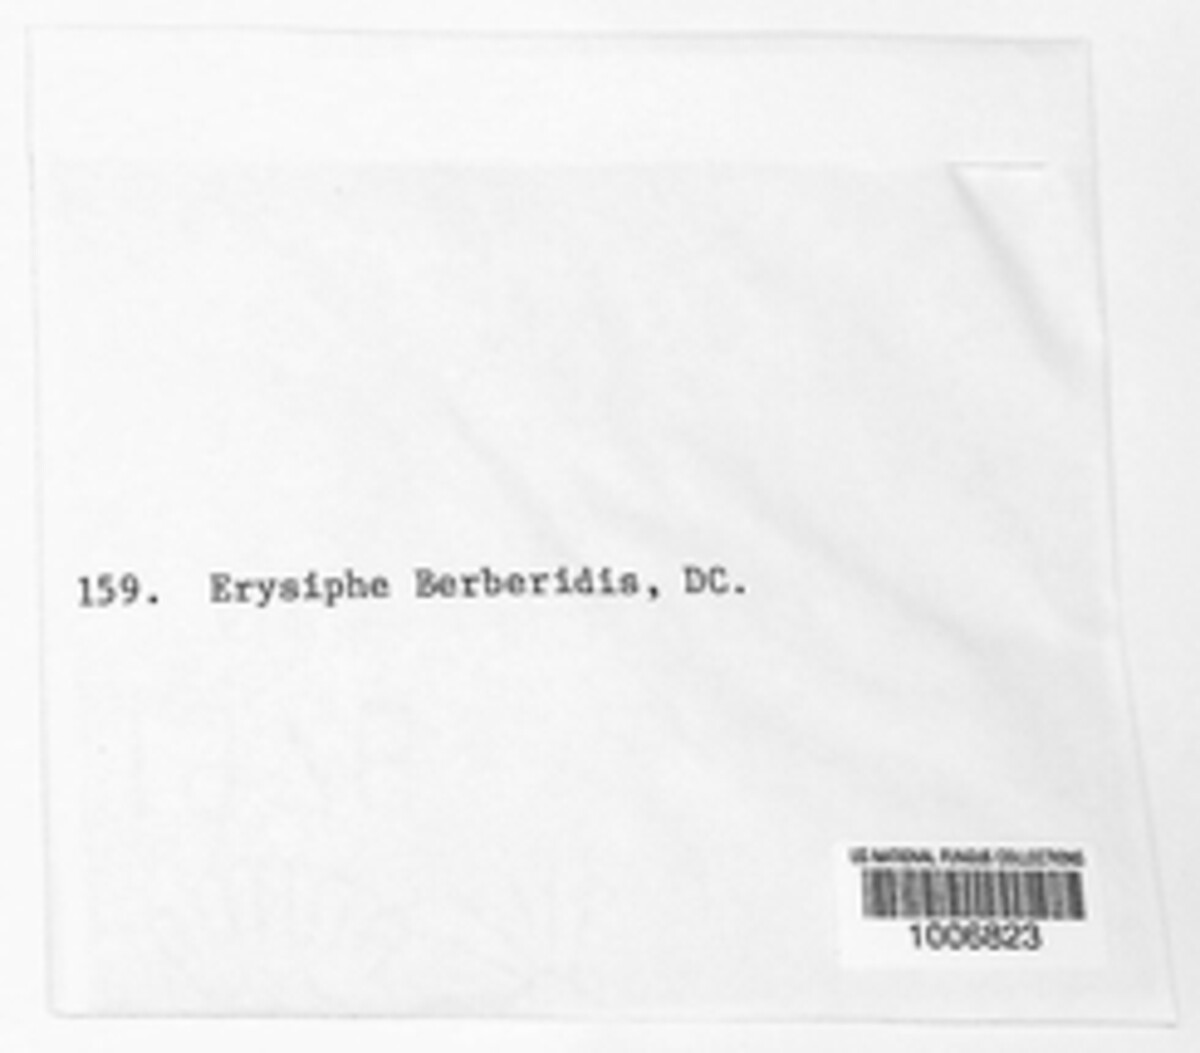 159. Erysiphe Berberidis, DC.
US NATIONAL FUNGUS COLLECTIONS
1006823